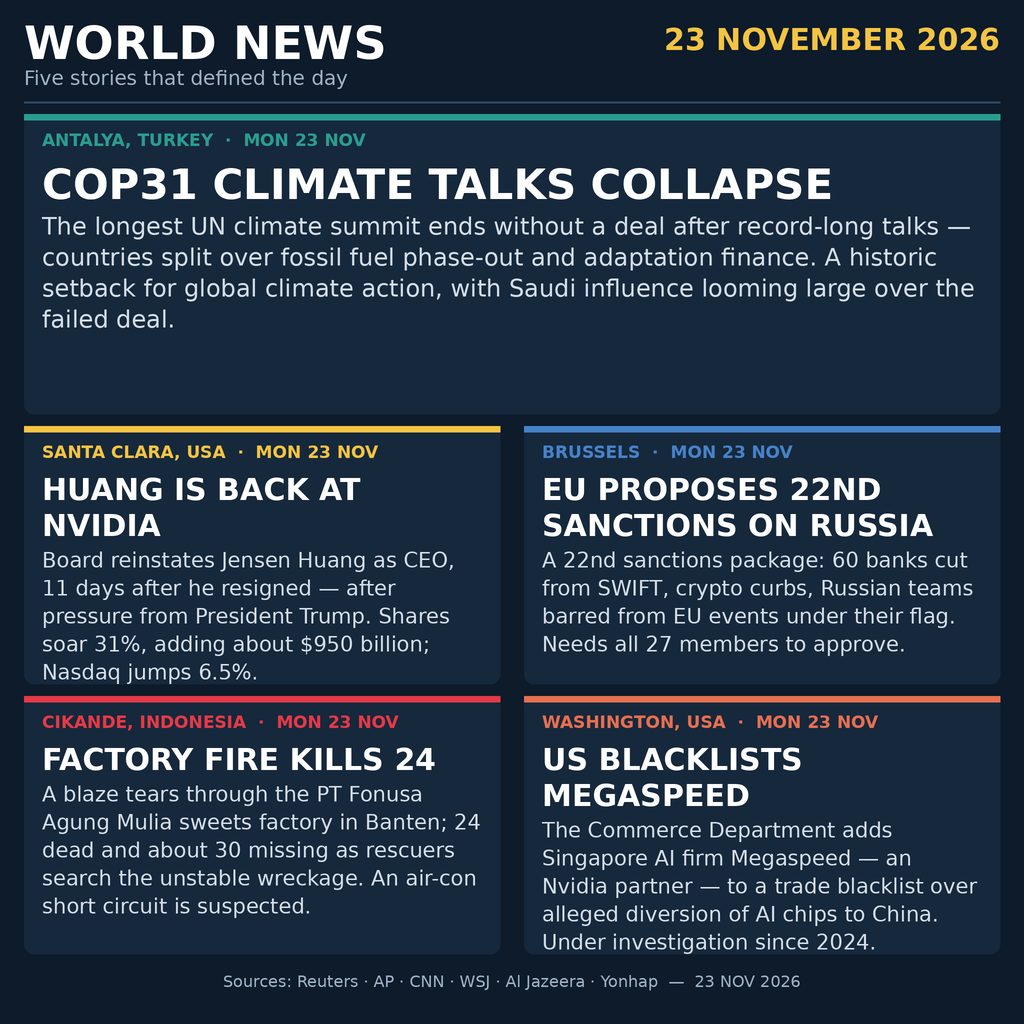 WORLD NEWS
23 NOVEMBER 2026
Five stories that defined the day
ANTALYA, TURKEY · MON 23 NOV
COP31 CLIMATE TALKS COLLAPSE
The longest UN climate summit ends without a deal after record-long talks —
countries split over fossil fuel phase-out and adaptation finance. A historic
setback for global climate action, with Saudi influence looming large over the
failed deal.
SANTA CLARA, USA · MON 23 NOV
HUANG IS BACK AT
NVIDIA
Board reinstates Jensen Huang as CEO,
11 days after he resigned — after
pressure from President Trump. Shares
soar 31%, adding about $950 billion;
Nasdaq jumps 6.5%.
BRUSSELS · MON 23 NOV
EU PROPOSES 22ND
SANCTIONS ON RUSSIA
A 22nd sanctions package: 60 banks cut
from SWIFT, crypto curbs, Russian teams
barred from EU events under their flag.
Needs all 27 members to approve.
CIKANDE, INDONESIA · MON 23 NOV
FACTORY FIRE KILLS 24
A blaze tears through the PT Fonusa
Agung Mulia sweets factory in Banten; 24
dead and about 30 missing as rescuers
search the unstable wreckage. An air-con
short circuit is suspected.
WASHINGTON, USA · MON 23 NOV
US BLACKLISTS
MEGASPEED
The Commerce Department adds
Singapore AI firm Megaspeed — an
Nvidia partner — to a trade blacklist over
alleged diversion of AI chips to China.
Under investigation since 2024.
Sources: Reuters · AP · CNN · WSJ · Al Jazeera · Yonhap — 23 NOV 2026